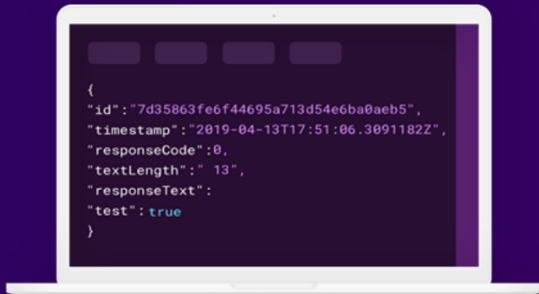 {
"id":"7d35863fe6f44695a713d54e6ba0aeb5",
"timestamp":"2019-04-13T17:51:06.3091182Z",
"responseCode":0,
"textLength":" 13",
"responseText":
"test":true
}